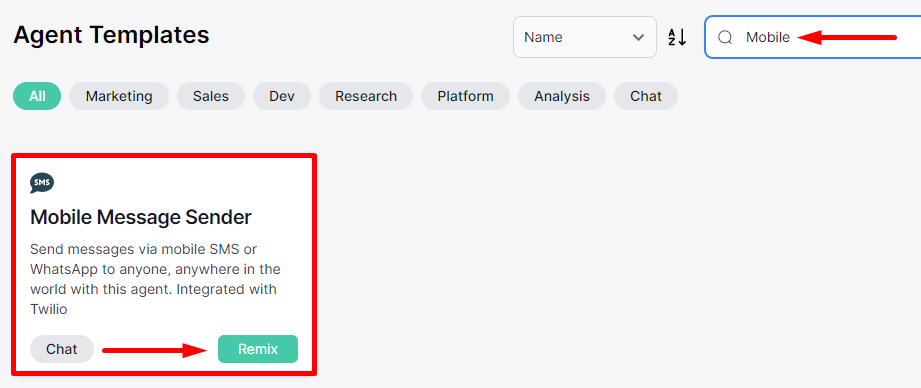 Agent Templates
Name
A
Z
Mobile
All
Marketing
Sales
Dev
Research
Platform
Analysis
Chat
SMS
Mobile Message Sender
Send messages via mobile SMS or
WhatsApp to anyone, anywhere in the
world with this agent. Integrated with
Twilio
Chat
Remix